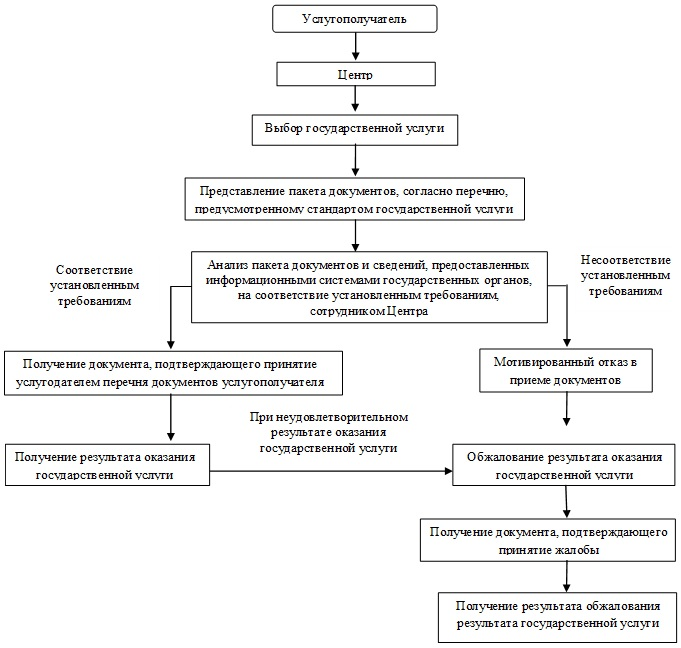 Услугополучатель
Центр
Выбор государственной услуги
Представление пакета документов, согласно перечню,
предусмотренному стандартом государственной услуги
Анализ пакета документов и сведений, предоставленных
информационными системами государственных органов,
на соответствие установленным требованиям,
сотрудником Центра
Соответствие
установленным
требованиям
Несоответствие
установленным
требованиям
Получение документа, подтверждающего принятие
услугодателем перечня документов услугополучателя
Мотивированный отказ в
приеме документов
При неудовлетворительном
результате оказания
государственной услуги
Получение результата оказания
государственной услуги
Обжалование результата оказания
государственной услуги
Получение документа, подтверждающего
принятие жалобы
Получение результата обжалования
результата государственной услуги